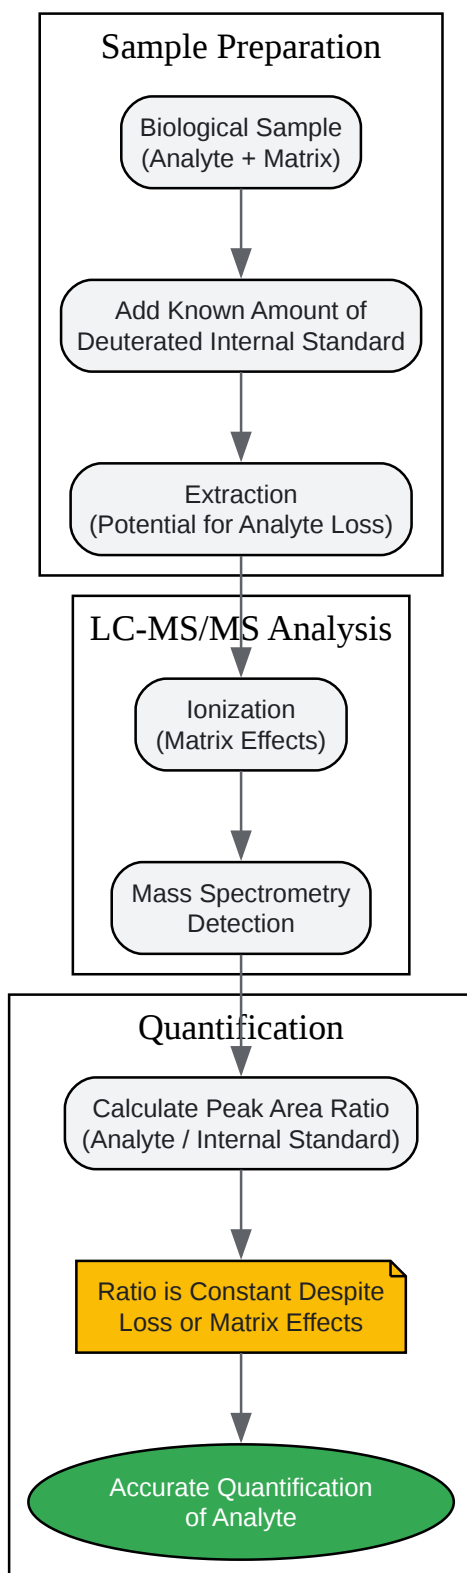 Sample Preparation
Biological Sample
(Analyte + Matrix)
Add Known Amount of
Deuterated Internal Standard
Extraction
(Potential for Analyte Loss)
LC-MS/MS Analysis
Ionization
(Matrix Effects)
Mass Spectrometry
Detection
Quantification
Calculate Peak Area Ratio
(Analyte / Internal Standard)
Ratio is Constant Despite
Loss or Matrix Effects
Accurate Quantification
of Analyte